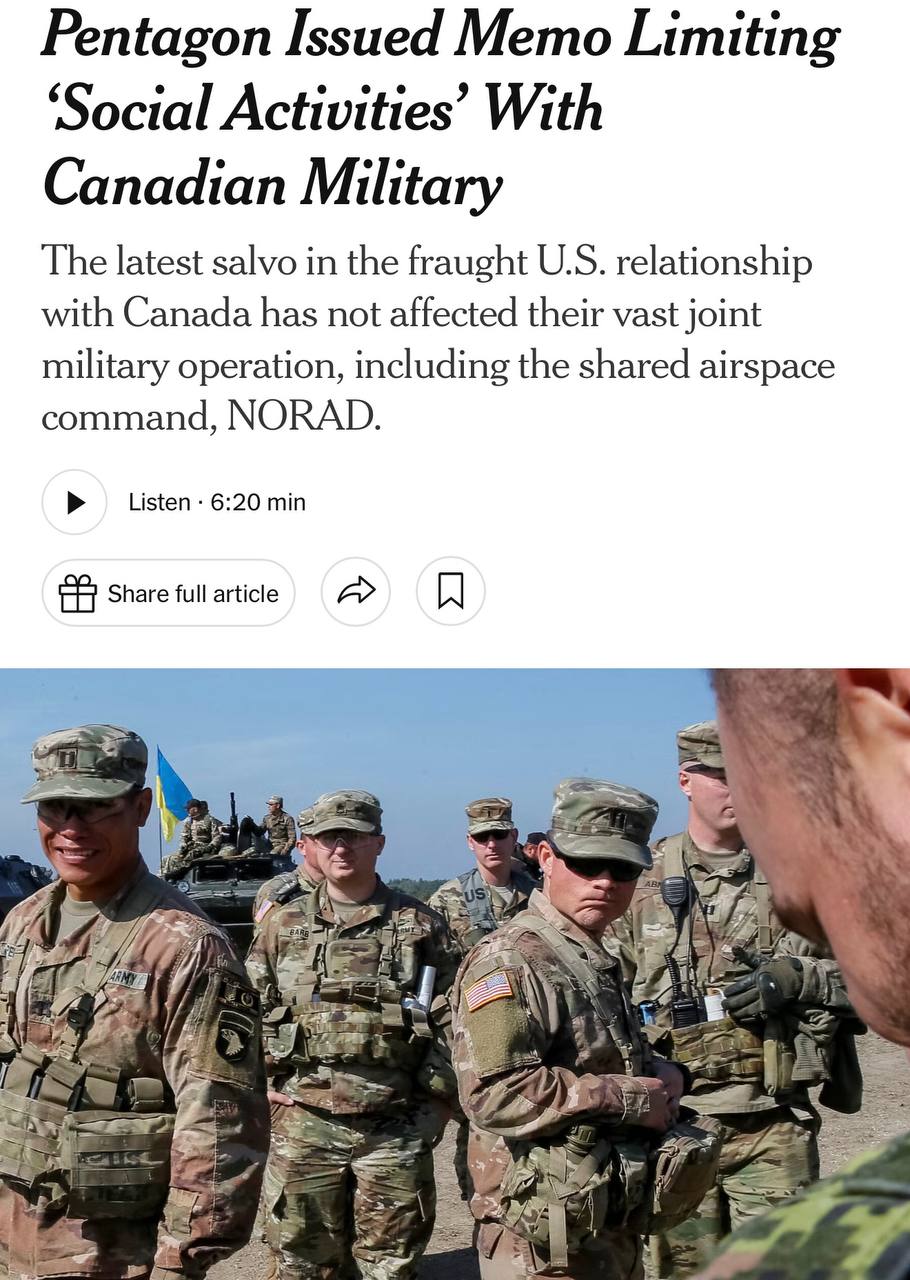 Pentagon Issued Memo Limiting
‘Social Activities’ With
Canadian Military
The latest salvo in the fraught U.S. relationship
with Canada has not affected their vast joint
military operation, including the shared airspace
command, NORAD.
Listen · 6:20 min
Share full article
US
BARB
ARMY
ARMY